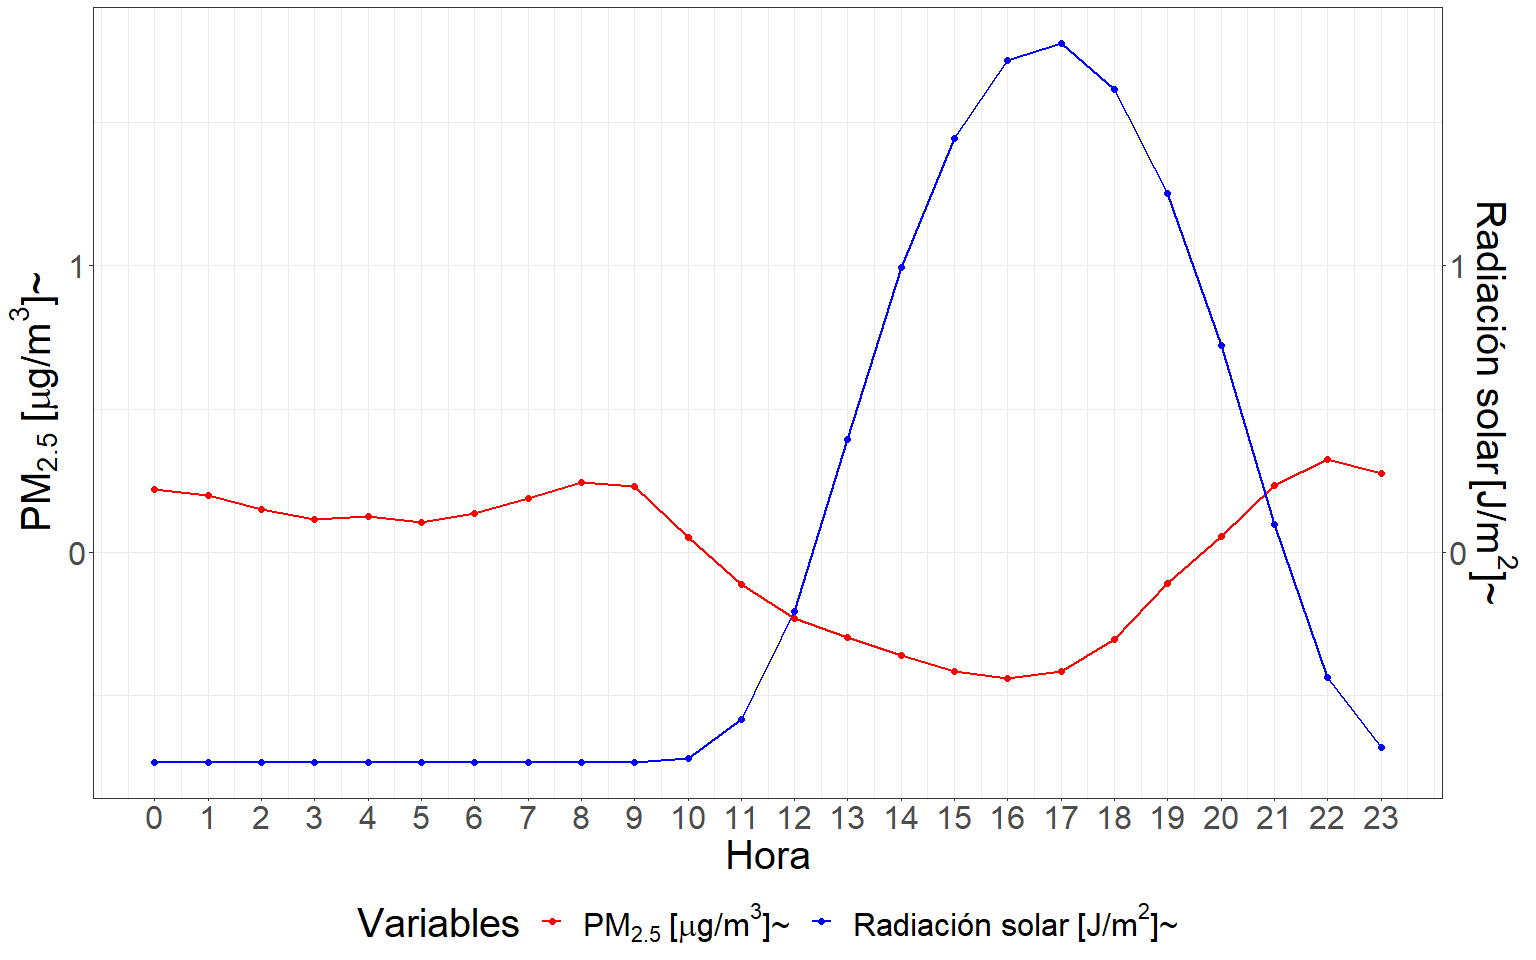 PM2.5 [μg/m3]~
1
0
1
0
Radiación solar [J/m2]~
0 1 2 3 4 5 6 7 8 9 10 11 12 13 14 15 16 17 18 19 20 21 22 23
Hora
Variables PM2.5 [μg/m3]~ Radiación solar [J/m2]~